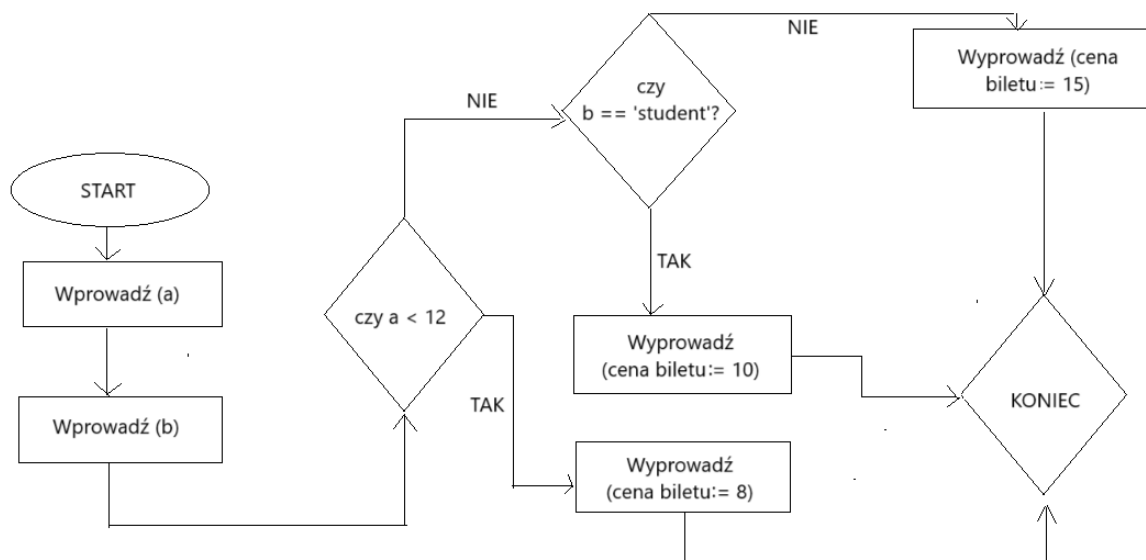 START
Wprowadź (a)
Wprowadź (b)
czy a < 12
NIE
TAK
czy
b == 'student'?
NIE
TAK
Wyprowadź (cena
biletu:= 15)
Wyprowadź
(cena biletu:= 10)
Wyprowadź
(cena biletu:= 8)
KONIEC